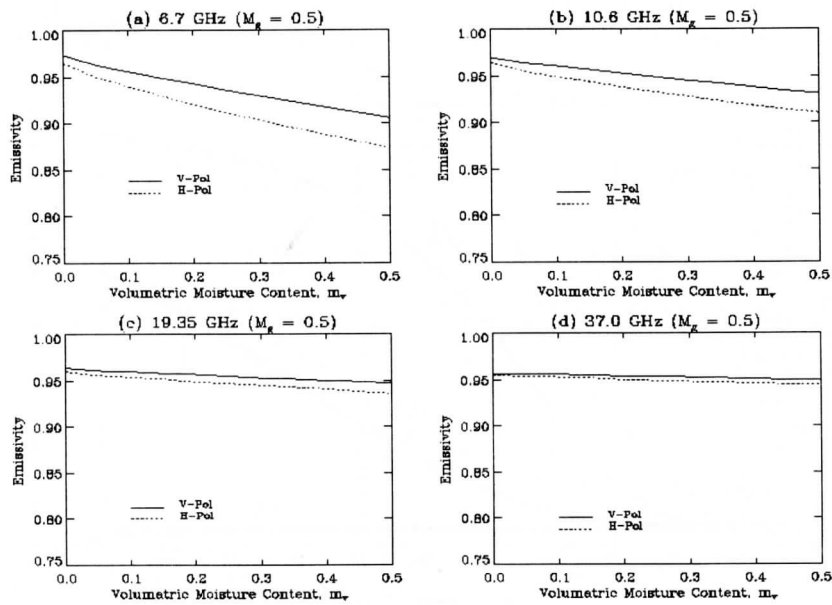 (a) 6.7 GHz (M_g = 0.5)
1.00
0.95
0.90
0.85
0.80
0.75
Emissivity
V-Pol
H-Pol
0.0 0.1 0.2 0.3 0.4 0.5
Volumatric Moisture Content, m_v
(b) 10.6 GHz (M_g = 0.5)
1.00
0.95
0.90
0.85
0.80
0.75
Emissivity
V-Pol
H-Pol
0.0 0.1 0.2 0.3 0.4 0.5
Volumatric Moisture Content, m_v
(c) 19.35 GHz (M_g = 0.5)
1.00
0.95
0.90
0.85
0.80
0.75
Emissivity
V-Pol
H-Pol
0.0 0.1 0.2 0.3 0.4 0.5
Volumatric Moisture Content, m_v
(d) 37.0 GHz (M_g = 0.5)
1.00
0.95
0.90
0.85
0.80
0.75
Emissivity
V-Pol
H-Pol
0.0 0.1 0.2 0.3 0.4 0.5
Volumatric Moisture Content, m_v